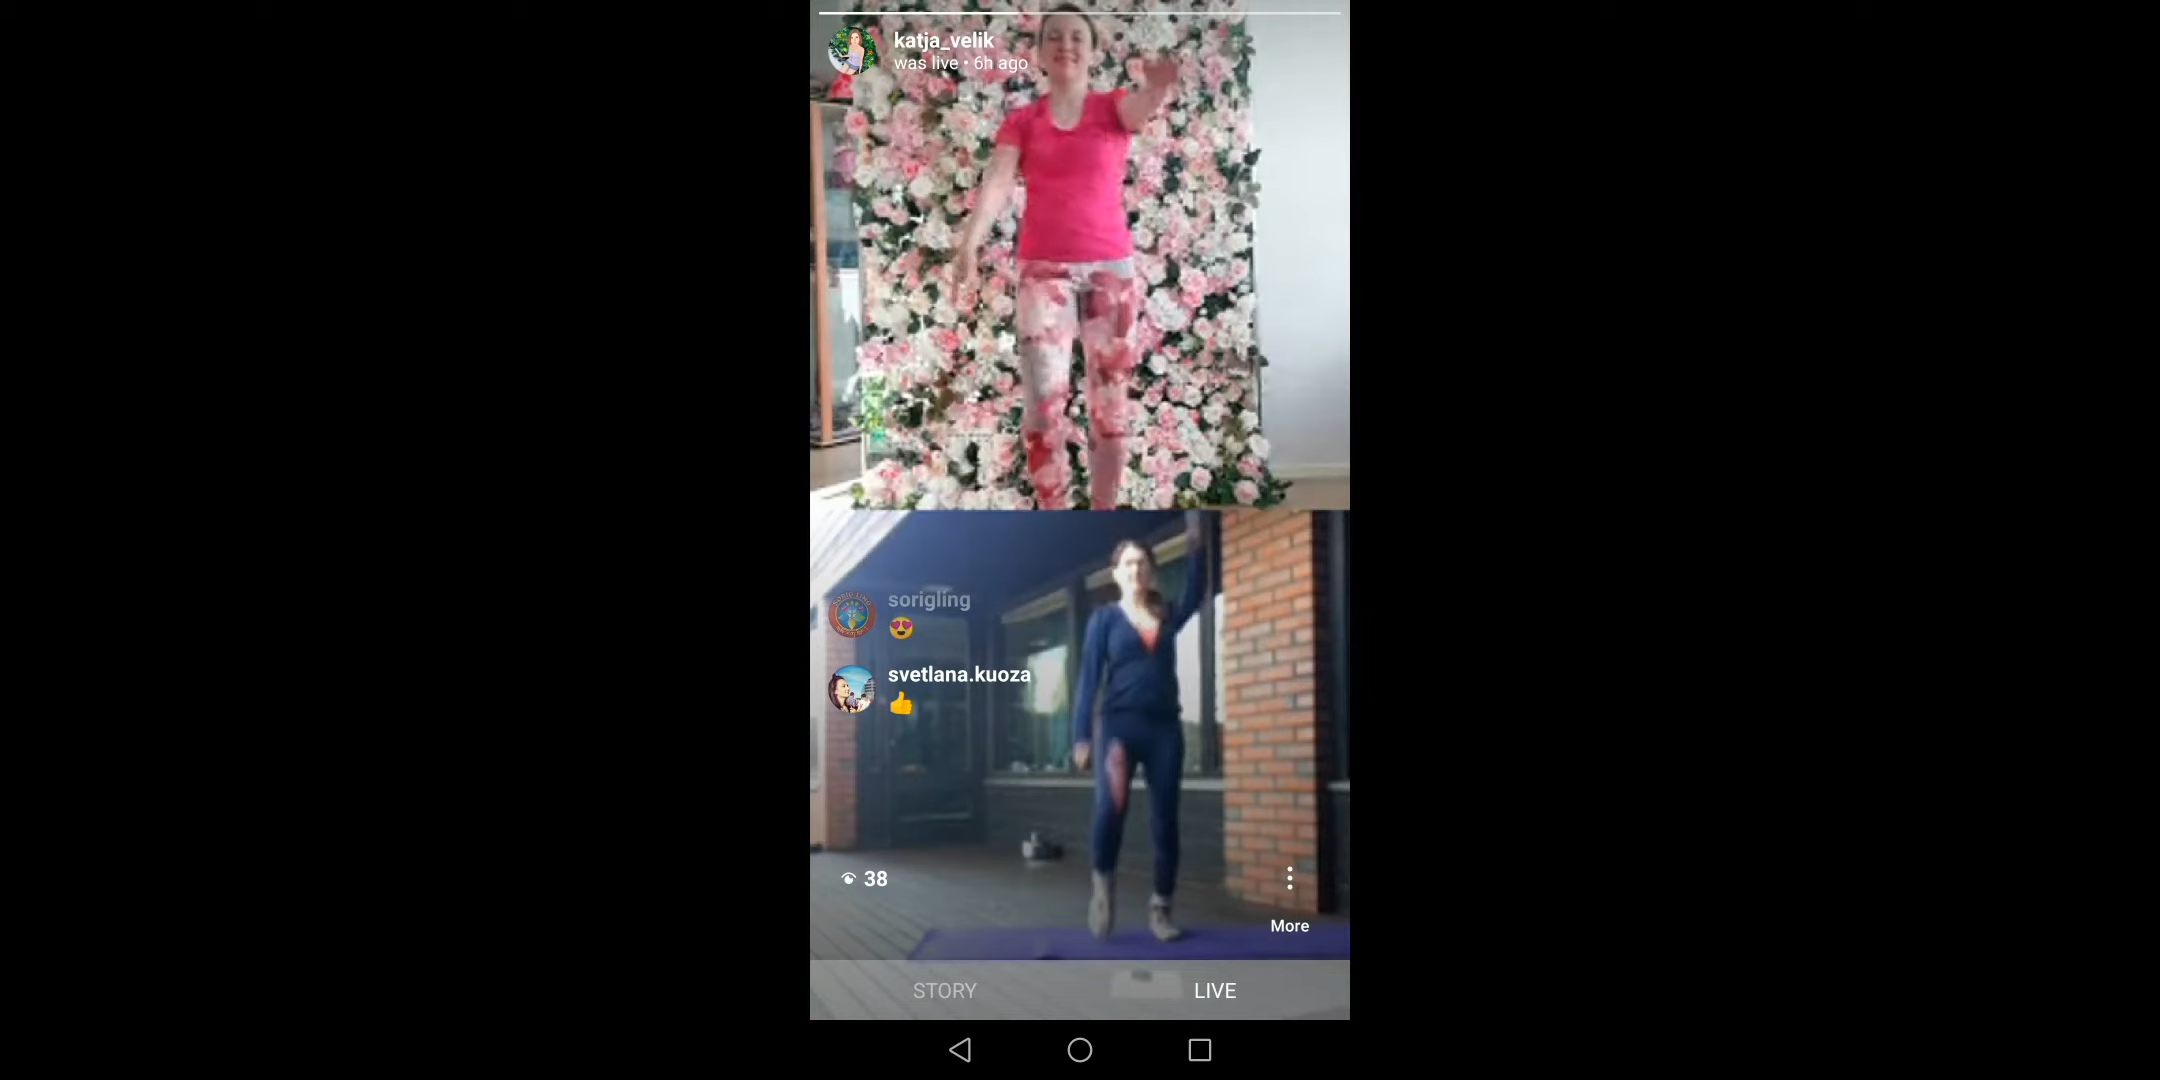 katja_velik
was live • 6h ago
sorigling
😍
svetlana.kuoza
👍
38
More
STORY
LIVE